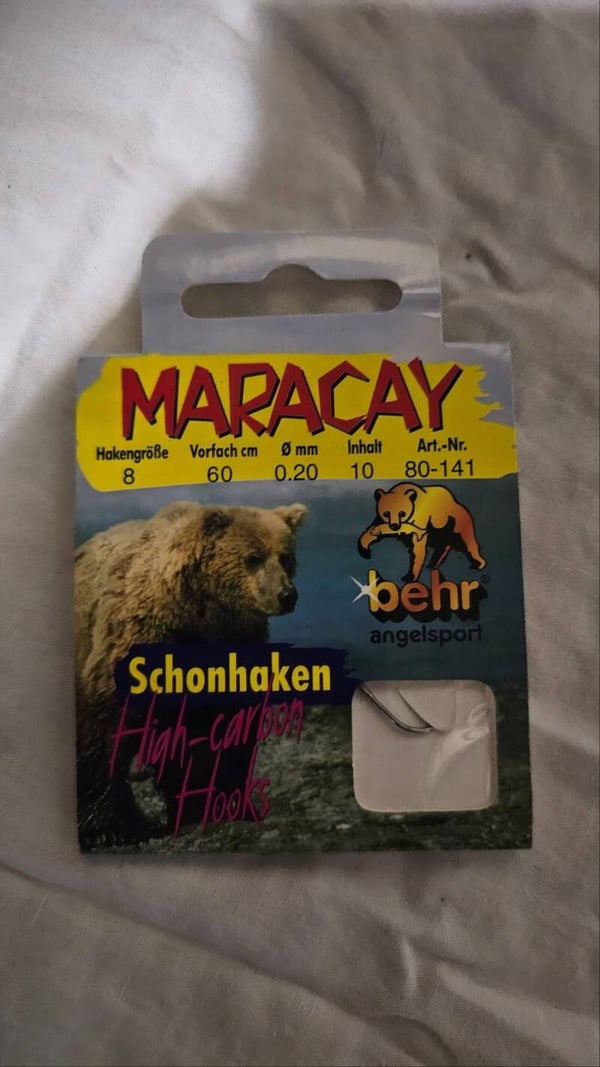 MARACAY
Hakengröße Vorfach cm Ø mm Inhalt Art.-Nr.
8 60 0.20 10 80-141
behr®
angelsport
Schonhaken
High-carbon
Hooks